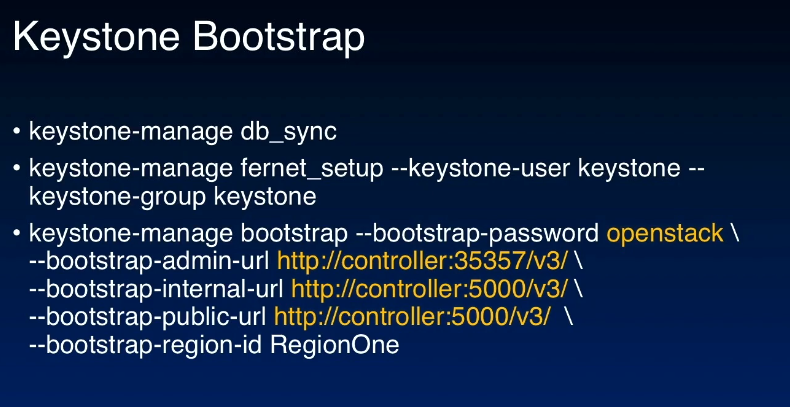 Keystone Bootstrap
• keystone-manage db_sync
• keystone-manage fernet_setup --keystone-user keystone --
keystone-group keystone
• keystone-manage bootstrap --bootstrap-password openstack \
--bootstrap-admin-url http://controller:35357/v3/ \
--bootstrap-internal-url http://controller:5000/v3/ \
--bootstrap-public-url http://controller:5000/v3/ \
--bootstrap-region-id RegionOne